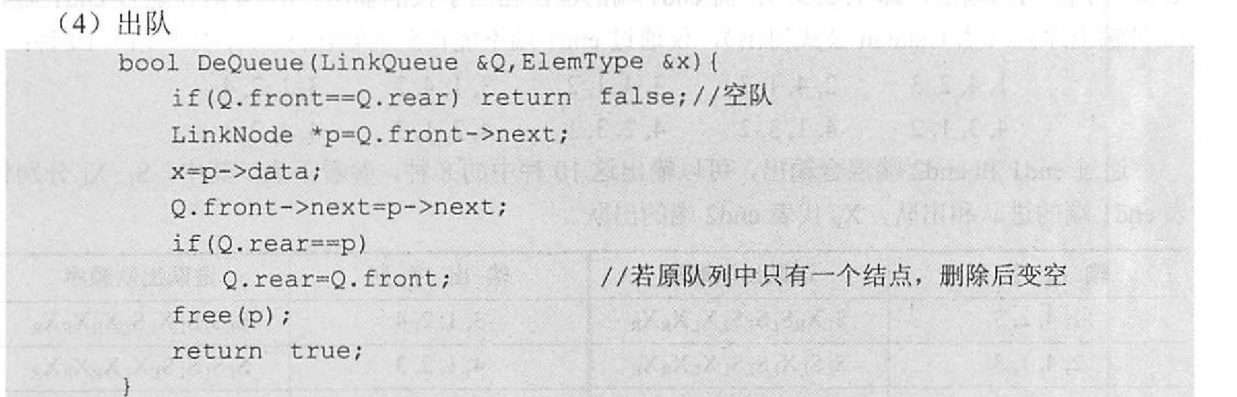 （4）出队
bool DeQueue(LinkQueue &Q,ElemType &x){
if(Q.front==Q.rear) return false;//空队
LinkNode *p=Q.front->next;
x=p->data;
Q.front->next=p->next;
if(Q.rear==p)
Q.rear=Q.front; //若原队列中只有一个结点，删除后变空
free(p);
return true;
}